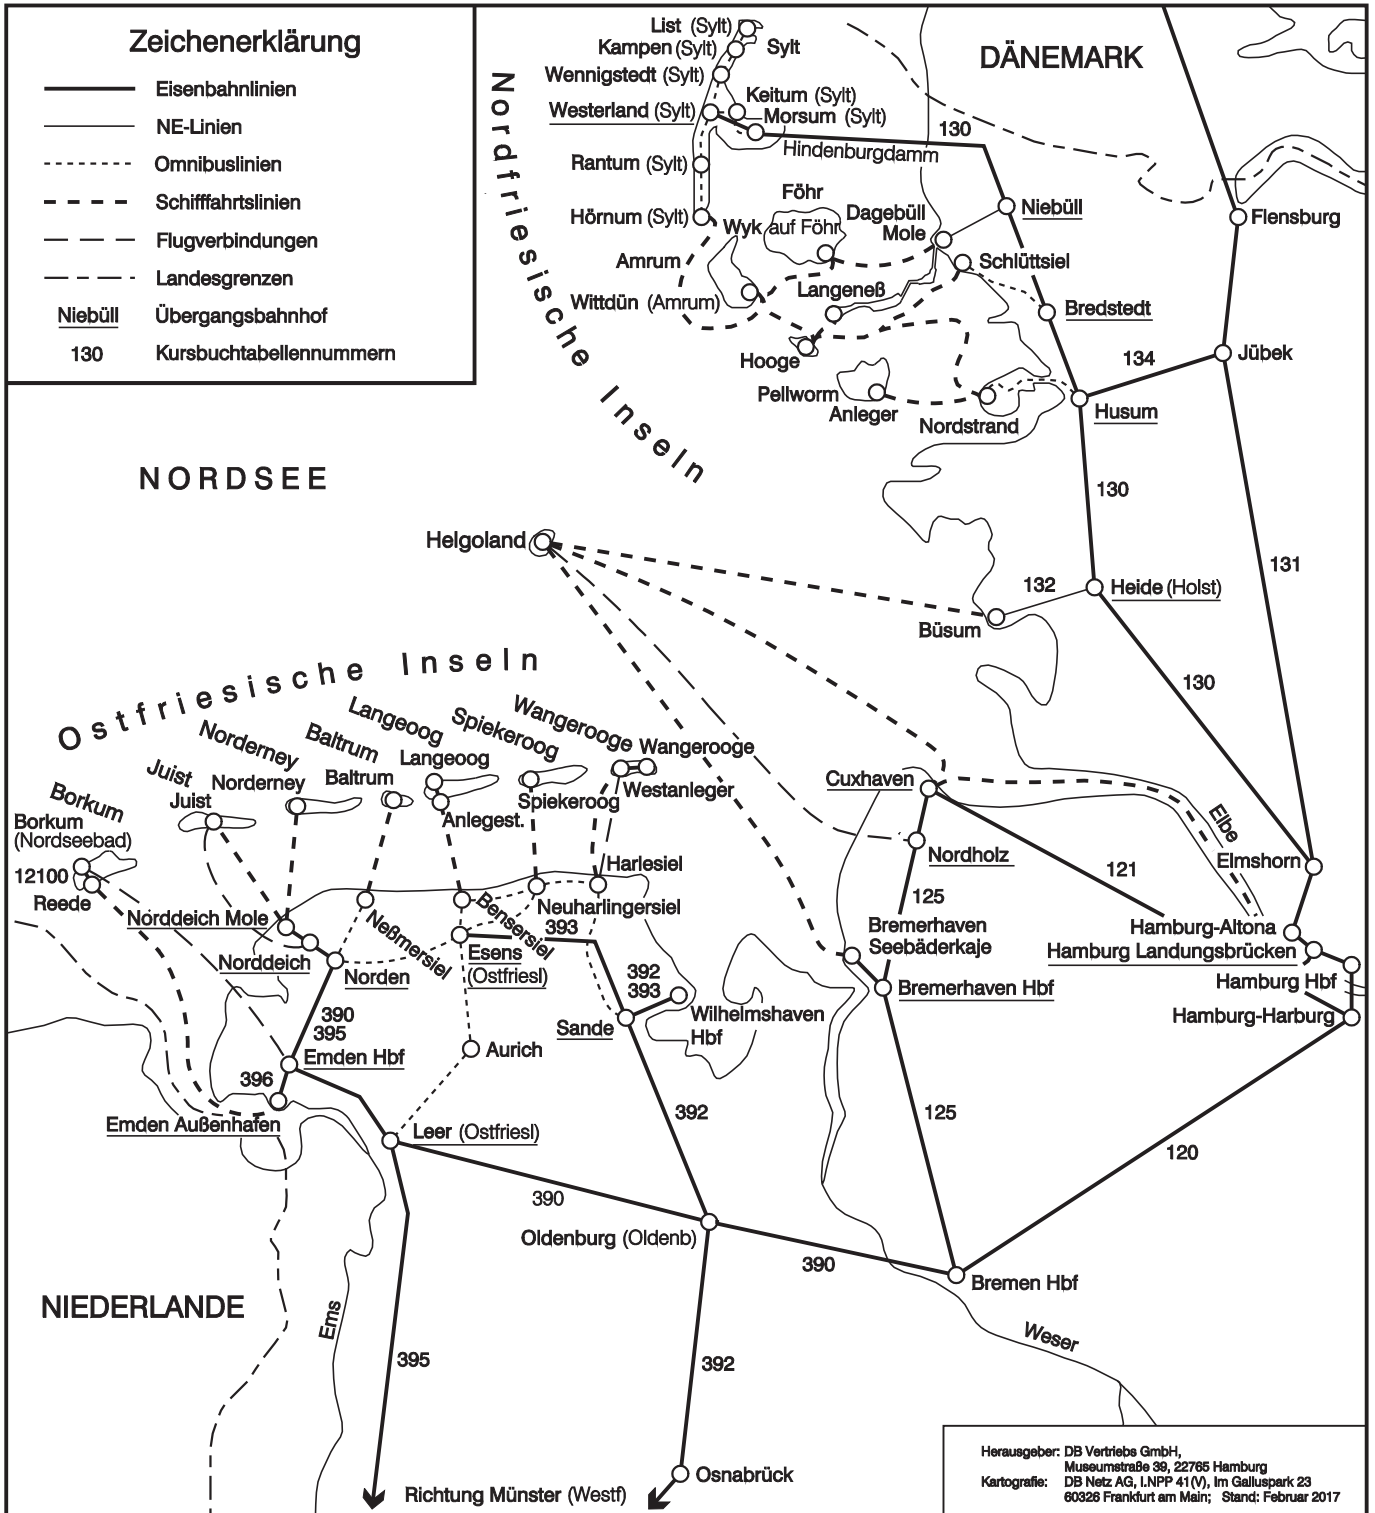 Zeichenerklärung
Eisenbahnlinien
NE-Linien
Omnibuslinien
Schifffahrtslinien
Flugverbindungen
Landesgrenzen
Niebüll Übergangsbahnhof
130 Kursbuchtabellennummern
List (Sylt)
Kampen (Sylt)
Sylt
Wennigstedt (Sylt)
Keitum (Sylt)
Westerland (Sylt)
Morsum (Sylt)
130
Hindenburgdamm
Rantum (Sylt)
Hörnum (Sylt)
DÄNEMARK
Nordfriesische Inseln
Föhr
Wyk auf Föhr
Dagebüll
Mole
Niebüll
Flensburg
Amrum
Wittdün (Amrum)
Langeneß
Schlüttsiel
Bredstedt
Hooge
134
Jübek
Pellworm
Anleger
Nordstrand
Husum
NORDSEE
130
Helgoland
131
132
Heide (Holst)
Büsum
130
Ostfriesische Inseln
Borkum
Juist
Norderney
Baltrum
Langeoog
Spiekeroog
Wangerooge
Borkum
(Nordseebad)
12100
Reede
Juist
Norderney
Baltrum
Langeoog
Anlegest.
Spiekeroog
Wangerooge
Westanleger
Harlesiel
Cuxhaven
Elbe
Nordholz
121
Elmshorn
125
Norddeich Mole
Norddeich
Norden
Neßmersiel
Bensersiel
Neuharlingersiel
393
Esens
(Ostfriesl)
Bremerhaven
Seebäderkaje
Bremerhaven Hbf
Hamburg-Altona
Hamburg Landungsbrücken
Hamburg Hbf
Hamburg-Harburg
392
393
Wilhelmshaven
Hbf
Sande
390
395
Aurich
Emden Hbf
396
Emden Außenhafen
Leer (Ostfriesl)
392
125
120
390
Oldenburg (Oldenb)
390
Bremen Hbf
NIEDERLANDE
Ems
Weser
395
392
Osnabrück
Richtung Münster (Westf)
Herausgeber: DB Vertriebs GmbH,
Museumstraße 39, 22765 Hamburg
Kartografie: DB Netz AG, I.NPP 41(V), Im Galluspark 23
60326 Frankfurt am Main; Stand: Februar 2017